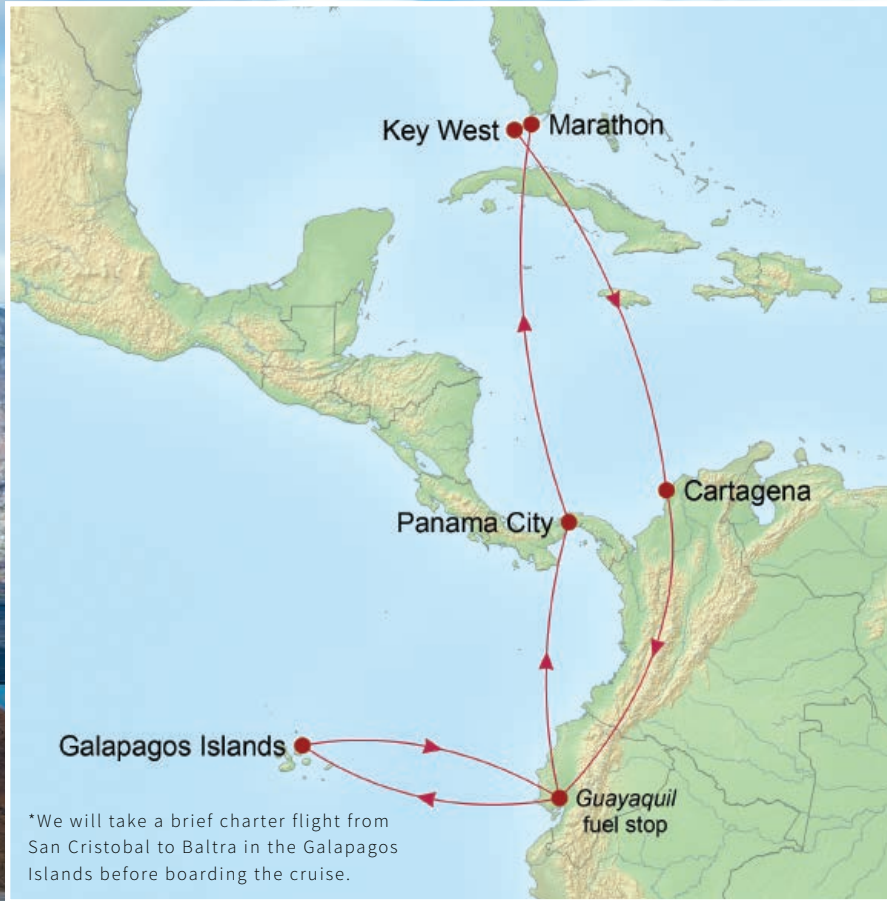 Key West
Marathon
Cartagena
Panama City
Galapagos Islands
Guayaquil
fuel stop
*We will take a brief charter flight from
San Cristobal to Baltra in the Galapagos
Islands before boarding the cruise.